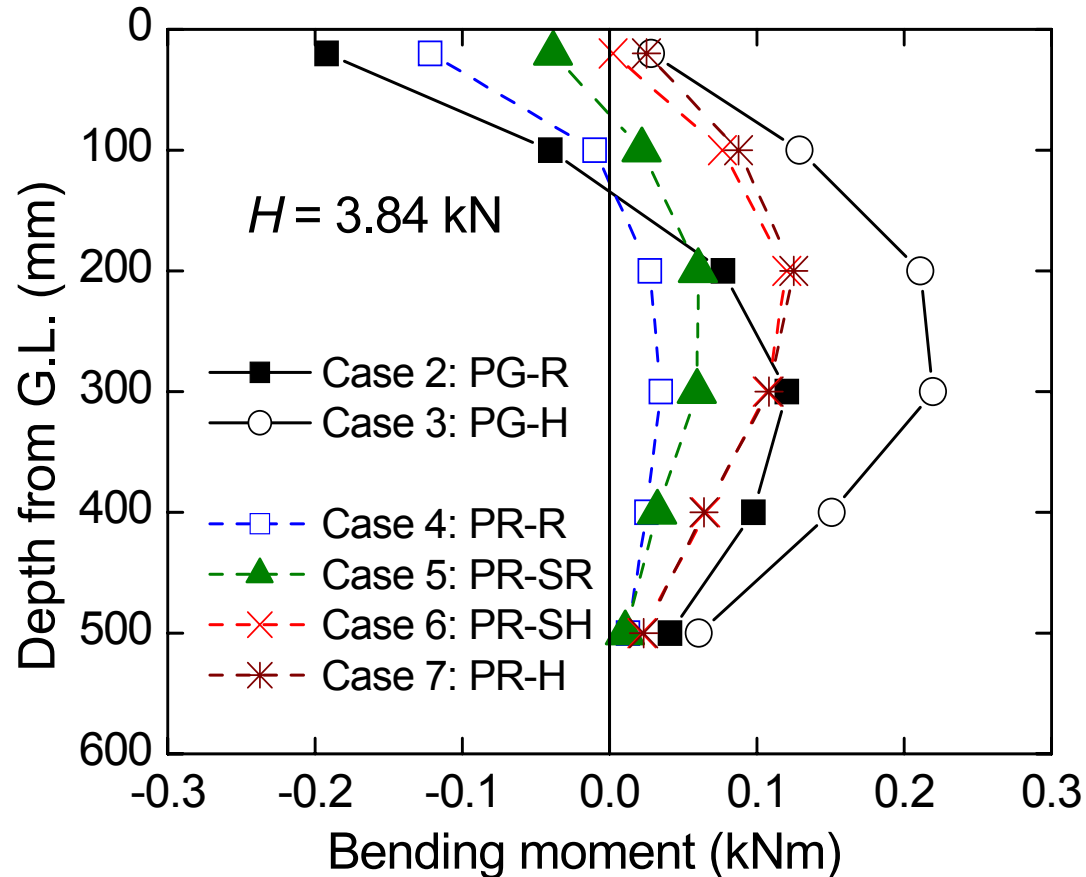 0
100
200
300
400
500
600
-0.3
-0.2
-0.1
0.0
0.1
0.2
0.3
Depth from G.L. (mm)
Bending moment (kNm)
H = 3.84 kN
Case 2: PG-R
Case 3: PG-H
Case 4: PR-R
Case 5: PR-SR
Case 6: PR-SH
Case 7: PR-H